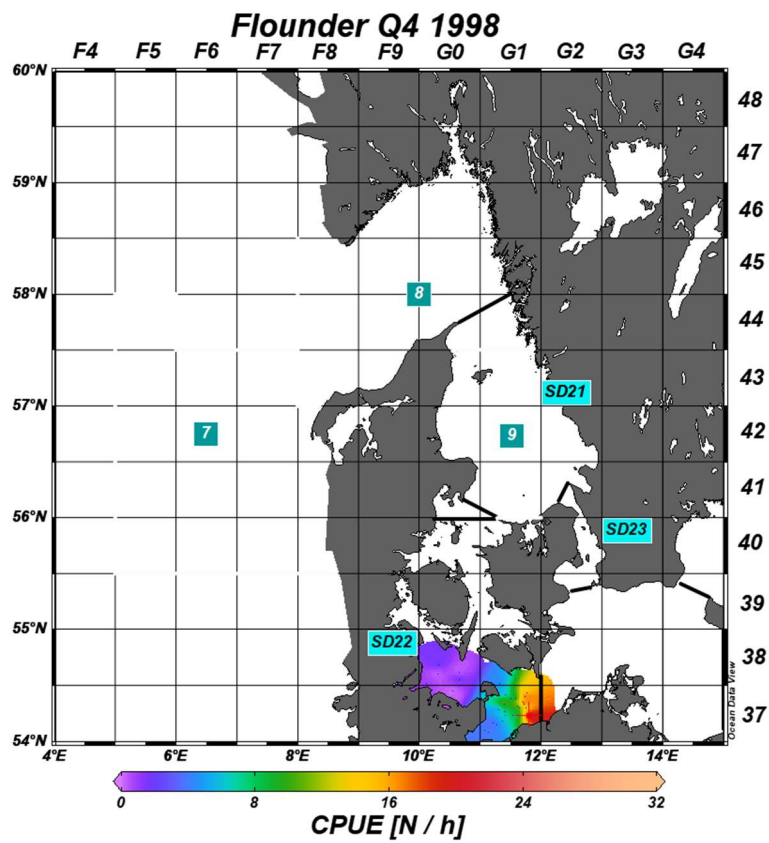 Flounder Q4 1998
F4 F5 F6 F7 F8 F9 G0 G1 G2 G3 G4
60°N
48
47
59°N
46
45
8
58°N
44
43
SD21
57°N
7
9
42
41
56°N
SD23
40
39
55°N
SD22
38
37
Ocean Data View
54°N
4°E 6°E 8°E 10°E 12°E 14°E
0 8 16 24 32
CPUE [N / h]